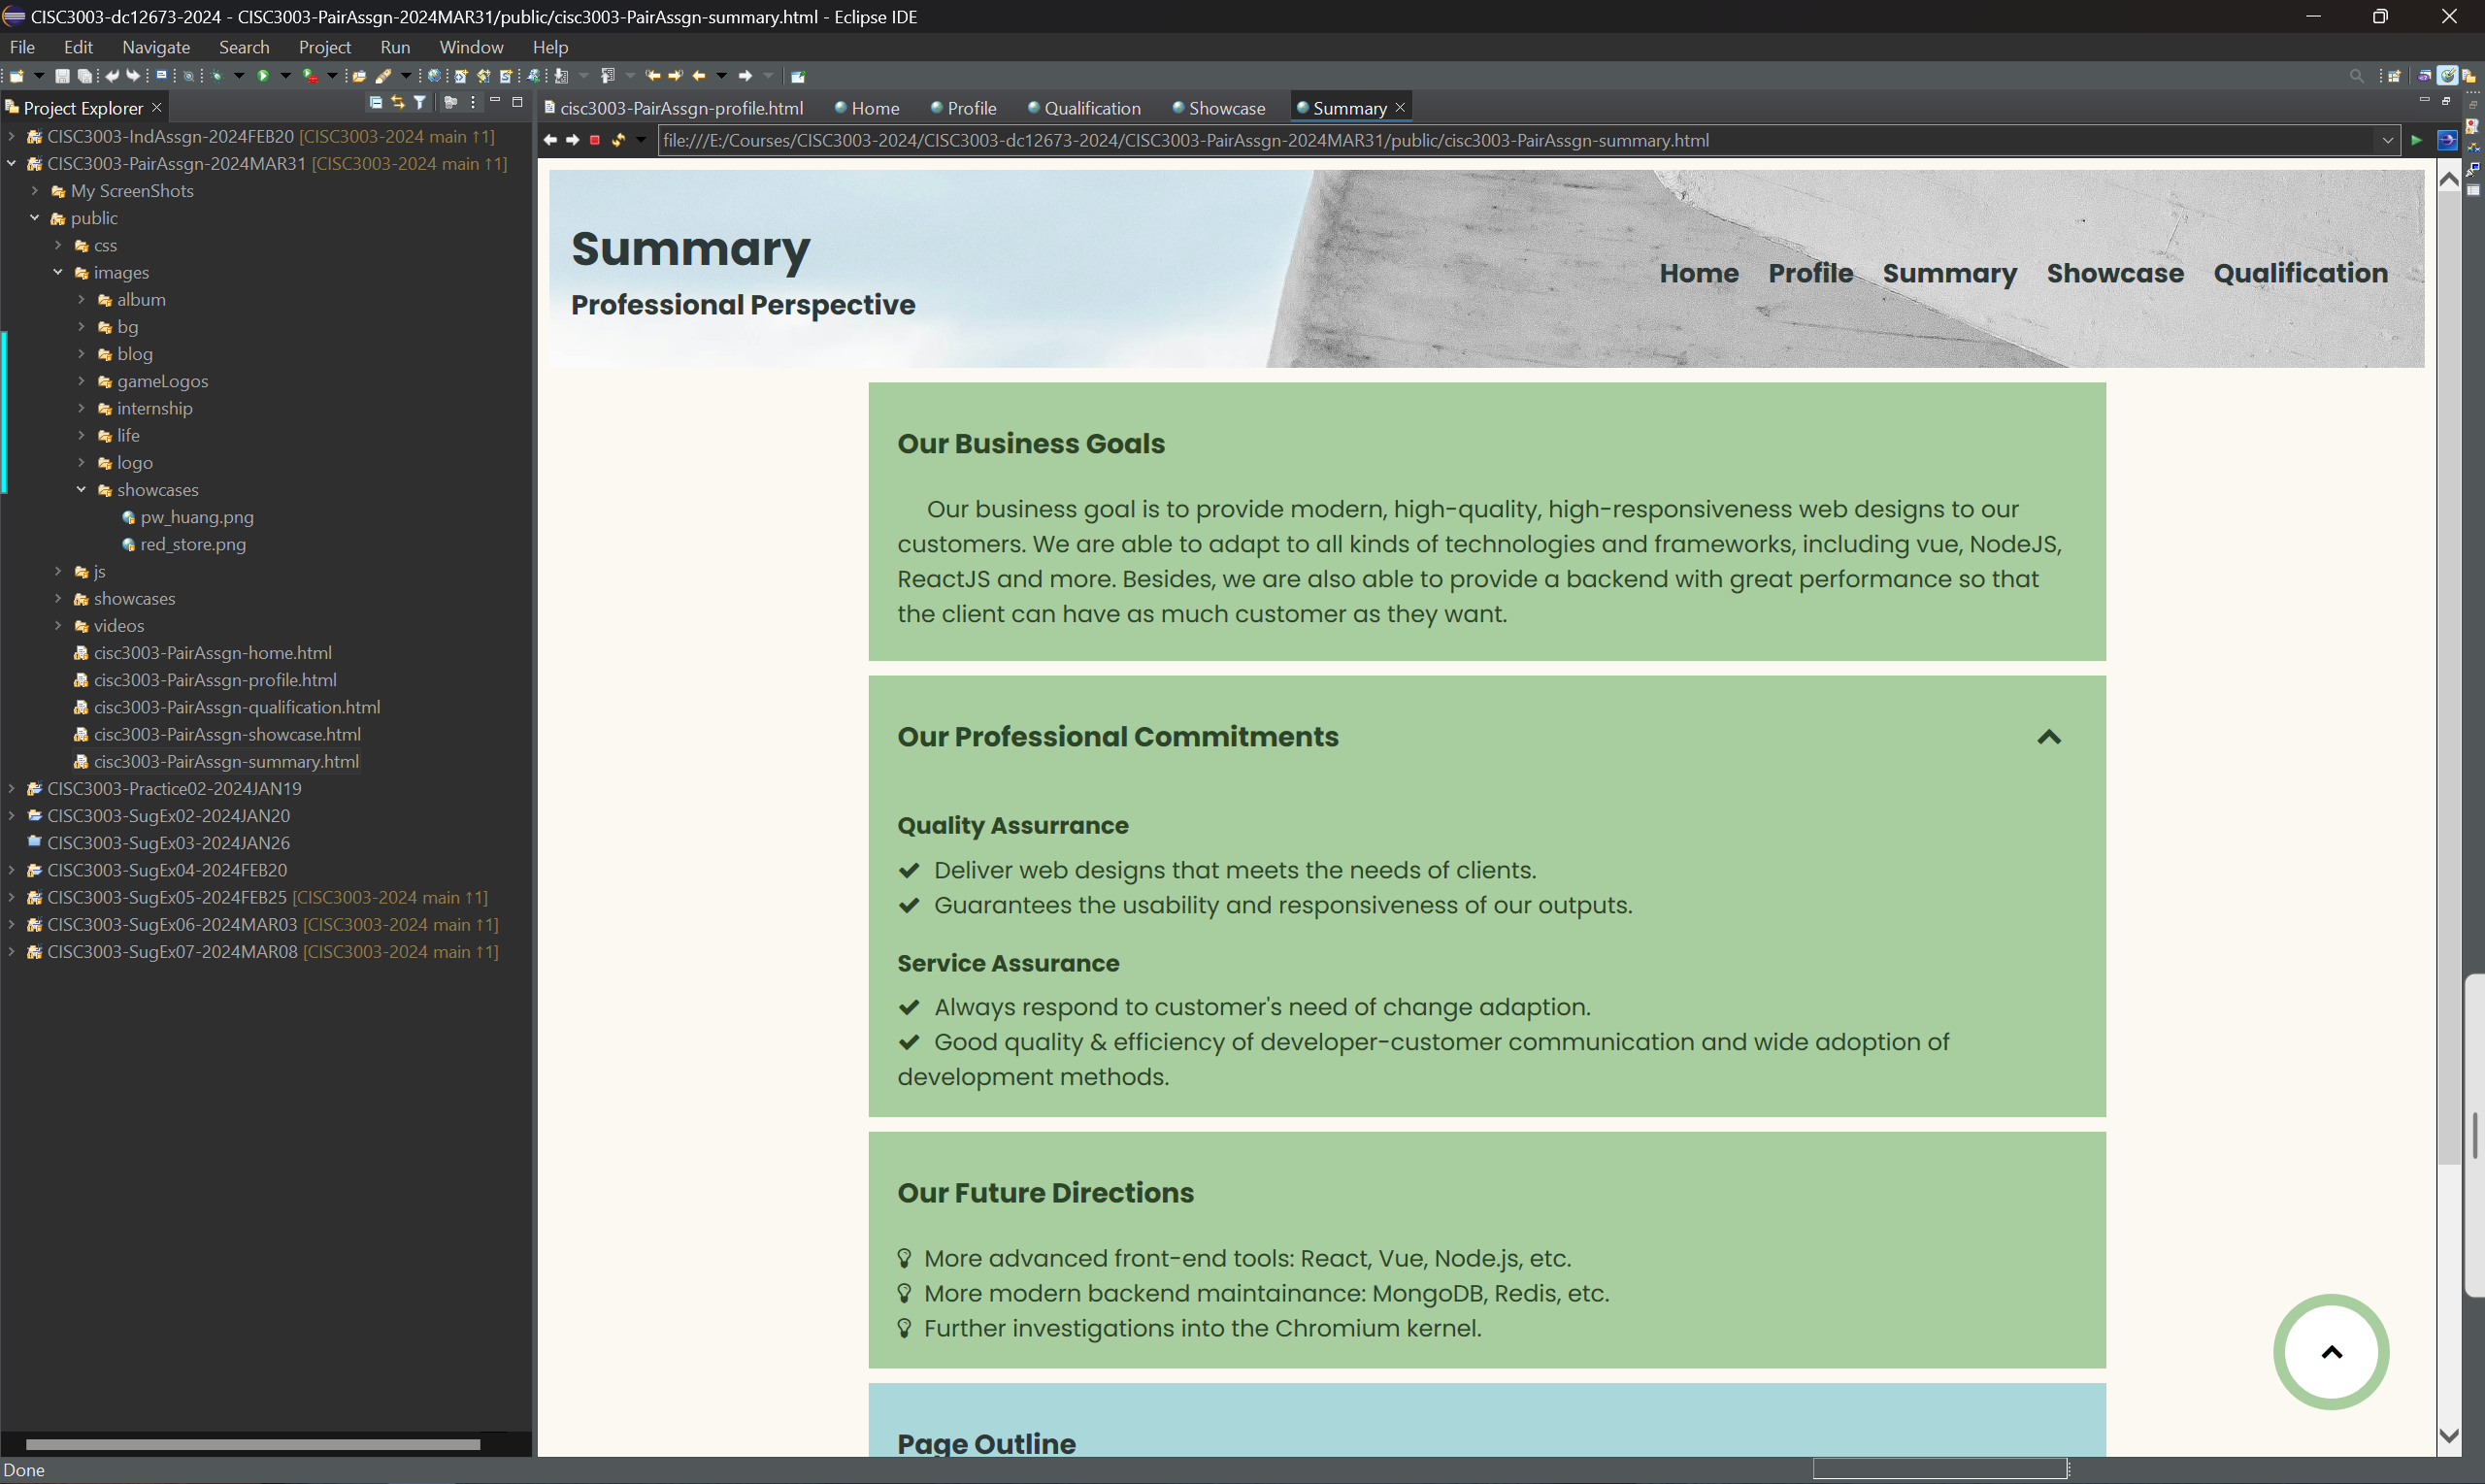 CISC3003-dc12673-2024 - CISC3003-PairAssgn-2024MAR31/public/cisc3003-PairAssgn-summary.html - Eclipse IDE
File Edit Navigate Search Project Run Window Help
Project Explorer
cisc3003-PairAssgn-profile.html Home Profile Qualification Showcase Summary
file:///E:/Courses/CISC3003-2024/CISC3003-dc12673-2024/CISC3003-PairAssgn-2024MAR31/public/cisc3003-PairAssgn-summary.html
CISC3003-IndAssgn-2024FEB20 [CISC3003-2024 main ↑1]
CISC3003-PairAssgn-2024MAR31 [CISC3003-2024 main ↑1]
My ScreenShots
public
css
images
album
bg
blog
gameLogos
internship
life
logo
showcases
pw_huang.png
red_store.png
js
showcases
videos
cisc3003-PairAssgn-home.html
cisc3003-PairAssgn-profile.html
cisc3003-PairAssgn-qualification.html
cisc3003-PairAssgn-showcase.html
cisc3003-PairAssgn-summary.html
CISC3003-Practice02-2024JAN19
CISC3003-SugEx02-2024JAN20
CISC3003-SugEx03-2024JAN26
CISC3003-SugEx04-2024FEB20
CISC3003-SugEx05-2024FEB25 [CISC3003-2024 main ↑1]
CISC3003-SugEx06-2024MAR03 [CISC3003-2024 main ↑1]
CISC3003-SugEx07-2024MAR08 [CISC3003-2024 main ↑1]
Summary
Professional Perspective
Home Profile Summary Showcase Qualification
Our Business Goals
Our business goal is to provide modern, high-quality, high-responsiveness web designs to our
customers. We are able to adapt to all kinds of technologies and frameworks, including vue, NodeJS,
ReactJS and more. Besides, we are also able to provide a backend with great performance so that
the client can have as much customer as they want.
Our Professional Commitments
Quality Assurrance
✔ Deliver web designs that meets the needs of clients.
✔ Guarantees the usability and responsiveness of our outputs.
Service Assurance
✔ Always respond to customer's need of change adaption.
✔ Good quality & efficiency of developer-customer communication and wide adoption of
development methods.
Our Future Directions
More advanced front-end tools: React, Vue, Node.js, etc.
More modern backend maintainance: MongoDB, Redis, etc.
Further investigations into the Chromium kernel.
Page Outline
Done